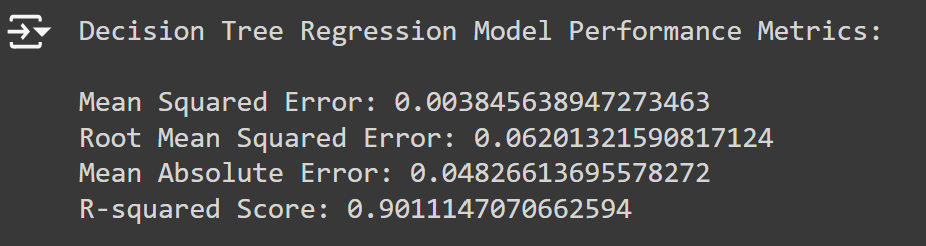 Decision Tree Regression Model Performance Metrics:
Mean Squared Error: 0.003845638947273463
Root Mean Squared Error: 0.06201321590817124
Mean Absolute Error: 0.04826613695578272
R-squared Score: 0.9011147070662594